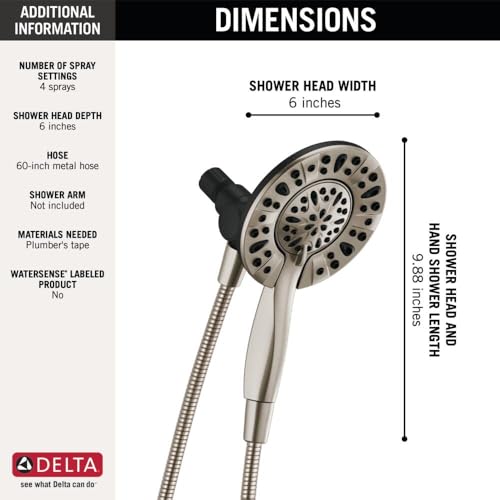 ADDITIONAL
INFORMATION
NUMBER OF SPRAY
SETTINGS
4 sprays
SHOWER HEAD DEPTH
6 inches
HOSE
60-inch metal hose
SHOWER ARM
Not included
MATERIALS NEEDED
Plumber's tape
WATERSENSE® LABELED
PRODUCT
No
DELTA
see what Delta can do™
DIMENSIONS
SHOWER HEAD WIDTH
6 inches
SHOWER HEAD AND
HAND SHOWER LENGTH
9.88 inches